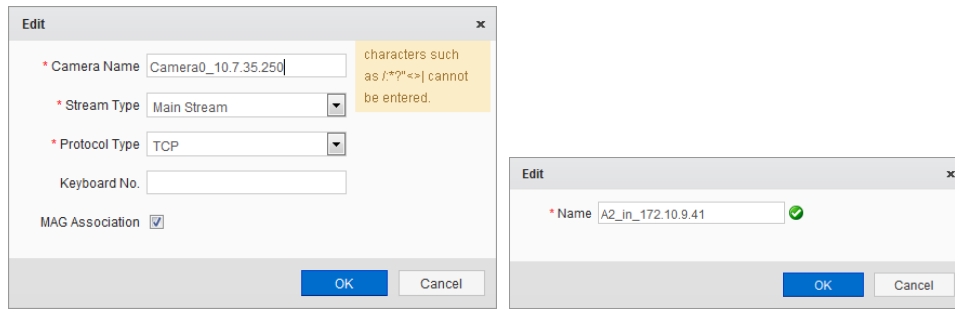 Edit x
* Camera Name Camera0_10.7.35.250
characters such
as /:*?"<>| cannot
be entered.
* Stream Type Main Stream
* Protocol Type TCP
Keyboard No.
MAG Association
OK Cancel
Edit x
* Name A2_in_172.10.9.41
OK Cancel